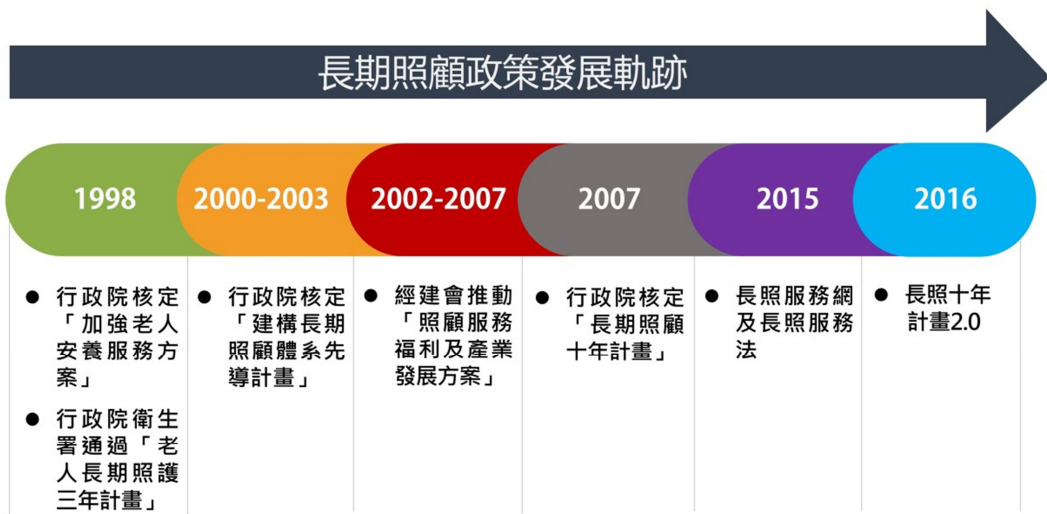 長期照顧政策發展軌跡
1998
2000-2003
2002-2007
2007
2015
2016
● 行政院核定
「加強老人
安養服務方
案」
● 行政院衛生
署通過「老
人長期照護
三年計畫」
● 行政院核定
「建構長期
照顧體系先
導計畫」
● 經建會推動
「照顧服務
福利及產業
發展方案」
● 行政院核定
「長期照顧
十年計畫」
● 長照服務網
及長照服務
法
● 長照十年
計畫2.0